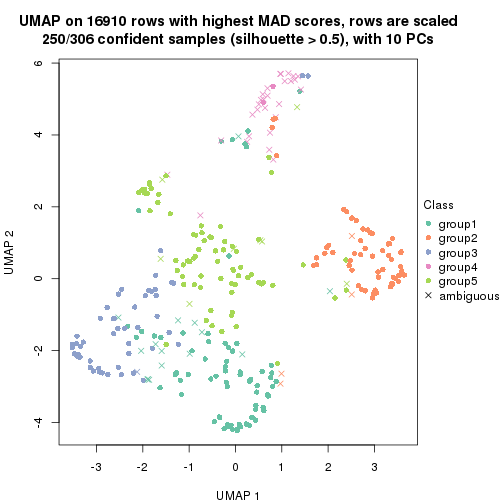 UMAP on 16910 rows with highest MAD scores, rows are scaled
250/306 confident samples (silhouette > 0.5), with 10 PCs
6
4
2
0
-2
-4
UMAP 2
-3
-2
-1
0
1
2
3
UMAP 1
Class
group1
group2
group3
group4
group5
ambiguous